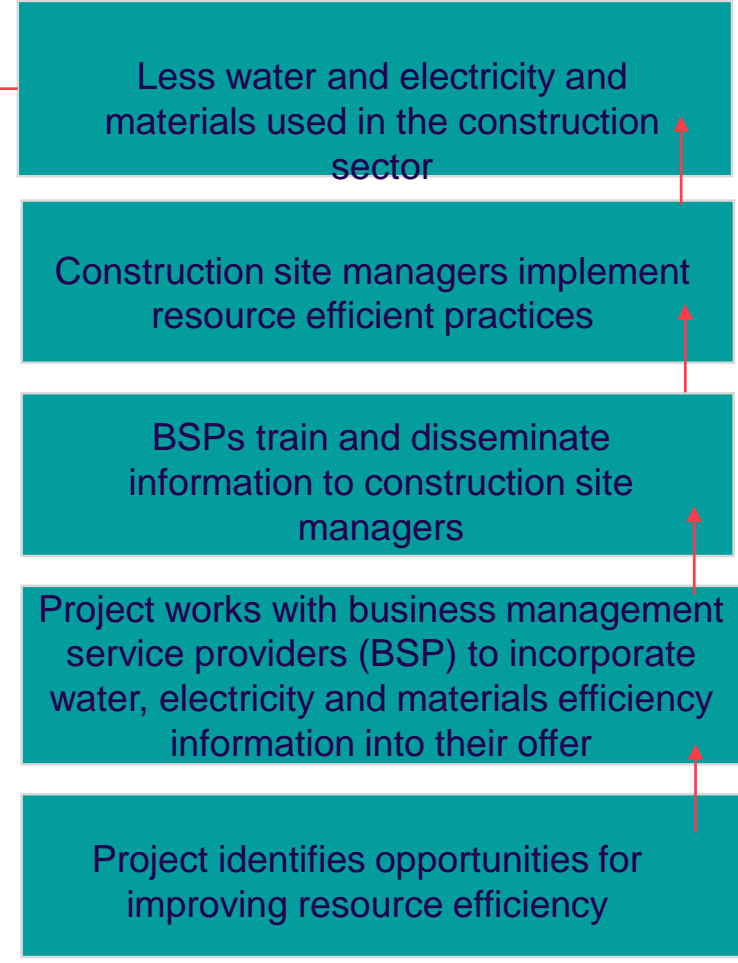 Less water and electricity and
materials used in the construction
sector
Construction site managers implement
resource efficient practices
BSPs train and disseminate
information to construction site
managers
Project works with business management
service providers (BSP) to incorporate
water, electricity and materials efficiency
information into their offer
Project identifies opportunities for
improving resource efficiency